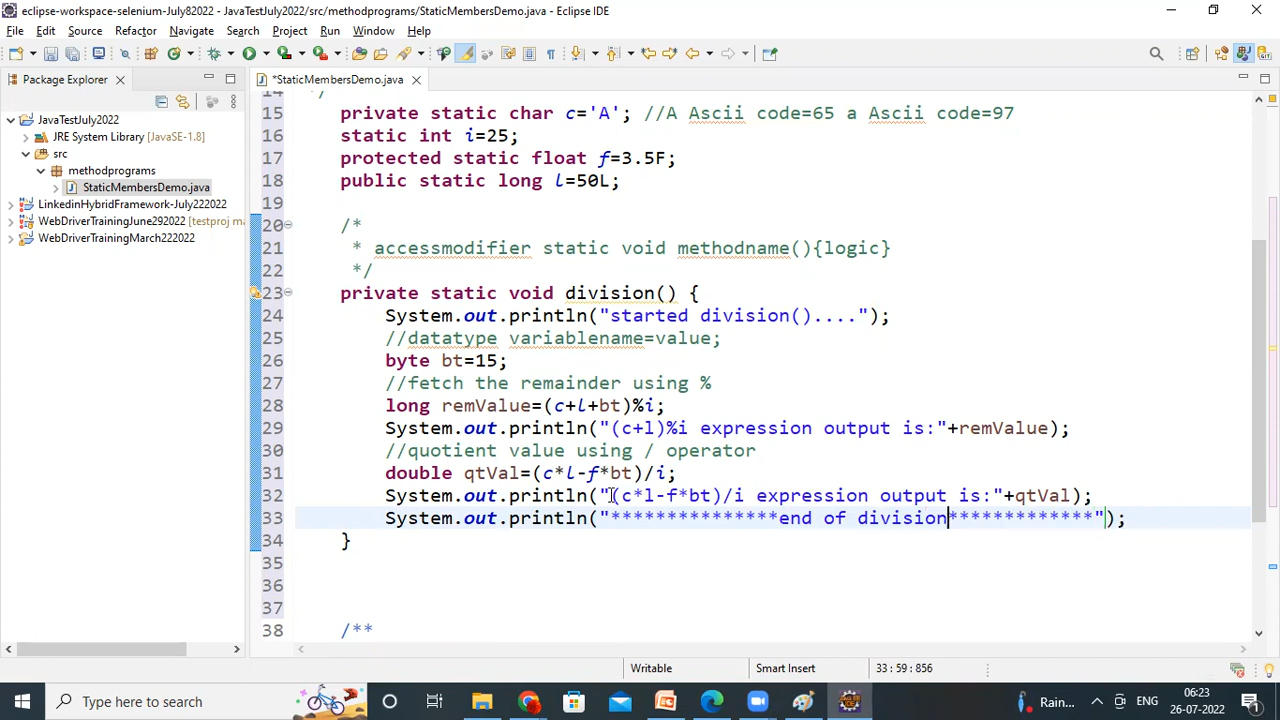 eclipse-workspace-selenium-July82022 - JavaTestJuly2022/src/methodprograms/StaticMembersDemo.java - Eclipse IDE
File Edit Source Refactor Navigate Search Project Run Window Help
Package Explorer
*StaticMembersDemo.java
JavaTestJuly2022
JRE System Library [JavaSE-1.8]
src
methodprograms
StaticMembersDemo.java
LinkedinHybridFramework-July222022
WebDriverTrainingJune292022 [testproj ma
WebDriverTrainingMarch222022
14 */
15 private static char c='A'; //A Ascii code=65 a Ascii code=97
16 static int i=25;
17 protected static float f=3.5F;
18 public static long l=50L;
19
20 /*
21 * accessmodifier static void methodname(){logic}
22 */
23 private static void division() {
24 System.out.println("started division()....");
25 //datatype variablename=value;
26 byte bt=15;
27 //fetch the remainder using %
28 long remValue=(c+l+bt)%i;
29 System.out.println("(c+l)%i expression output is:"+remValue);
30 //quotient value using / operator
31 double qtVal=(c*l-f*bt)/i;
32 System.out.println("(c*l-f*bt)/i expression output is:"+qtVal);
33 System.out.println("***************end of division*************");
34 }
35
36
37
38 /**
Writable Smart Insert 33 : 59 : 856
Type here to search
Rain... ENG 06:23
26-07-2022